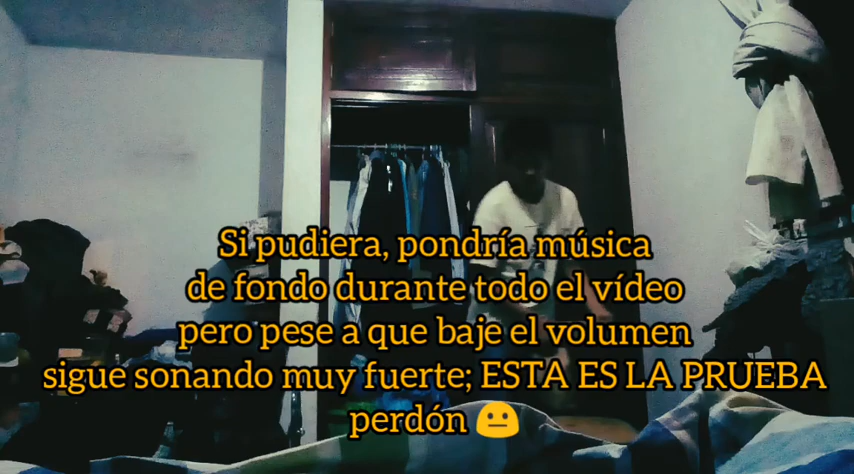 Si pudiera, pondría música
de fondo durante todo el vídeo
pero pese a que baje el volumen
sigue sonando muy fuerte; ESTA ES LA PRUEBA
perdón 😐